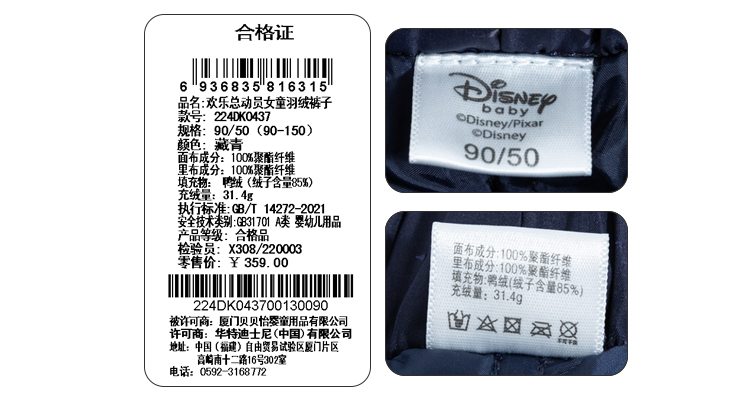 合格证
6 936835 816315
品名:欢乐总动员女童羽绒裤子
款号: 224DK0437
规格: 90/50（90-150）
颜色: 藏青
面布成分: 100%聚酯纤维
里布成分: 100%聚酯纤维
填充物: 鸭绒（绒子含量85%）
充绒量: 31.4g
执行标准:GB/T 14272-2021
安全技术类别:GB31701 A类 婴幼儿用品
产品等级: 合格品
检验员: X308/220003
零售价: ￥ 359.00
224DK043700130090
被许可商: 厦门贝贝怡婴童用品有限公司
许可商: 华特迪士尼(中国)有限公司
地址: 中国（福建）自由贸易试验区厦门片区
高崎南十二路16号302室
电话: 0592-3168772
Disney
baby
©Disney/Pixar
©Disney
90/50
面布成分:100%聚酯纤维
里布成分:100%聚酯纤维
填充物:鸭绒(绒子含量85%)
充绒量:31.4g
不可干洗